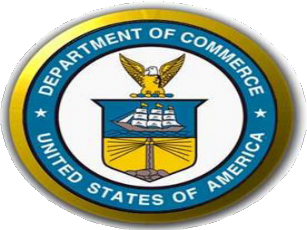 DEPARTMENT OF COMMERCE
UNITED STATES OF AMERICA